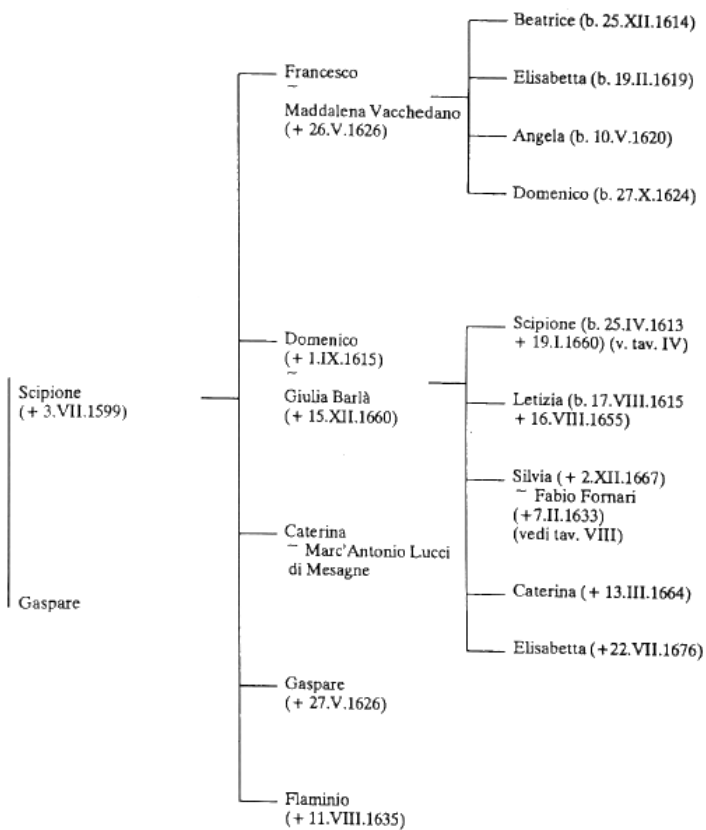 Scipione
(+ 3.VII.1599)
Gaspare
Francesco
~
Maddalena Vacchedano
(+ 26.V.1626)
Domenico
(+ 1.IX.1615)
~
Giulia Barlà
(+ 15.XII.1660)
Caterina
~ Marc'Antonio Lucci
di Mesagne
Gaspare
(+ 27.V.1626)
Flaminio
(+ 11.VIII.1635)
Beatrice (b. 25.XII.1614)
Elisabetta (b. 19.II.1619)
Angela (b. 10.V.1620)
Domenico (b. 27.X.1624)
Scipione (b. 25.IV.1613
+ 19.I.1660) (v. tav. IV)
Letizia (b. 17.VIII.1615
+ 16.VIII.1655)
Silvia (+ 2.XII.1667)
~ Fabio Fornari
(+7.II.1633)
(vedi tav. VIII)
Caterina (+ 13.III.1664)
Elisabetta (+22.VII.1676)